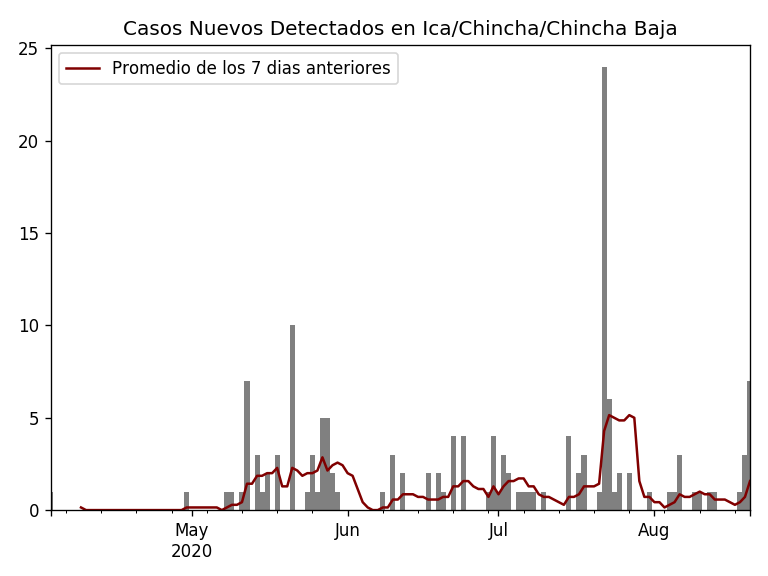 Casos Nuevos Detectados en Ica/Chincha/Chincha Baja
Promedio de los 7 dias anteriores
25
20
15
10
5
0
May
2020
Jun
Jul
Aug